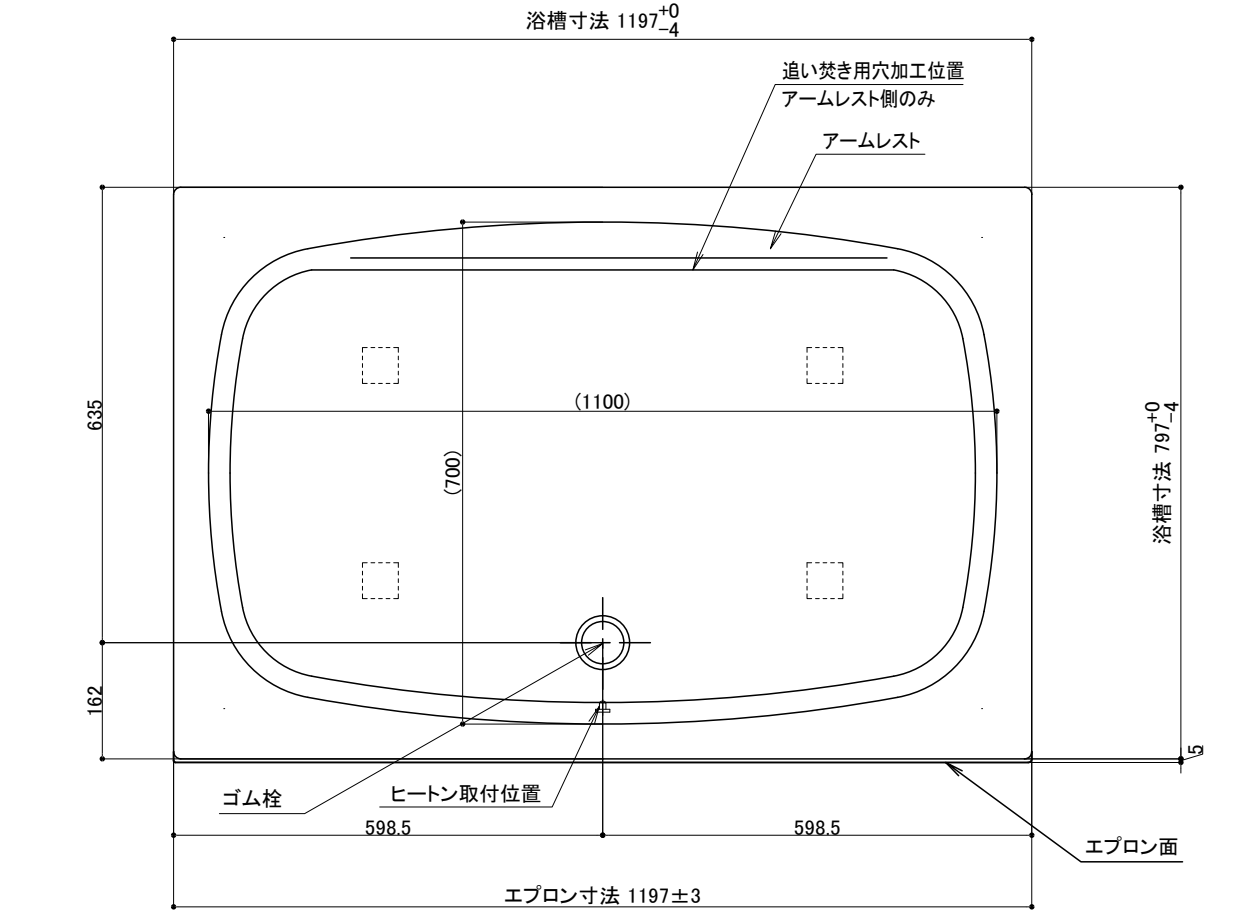 浴槽寸法 1197+0
-4
追い焚き用穴加工位置
アームレスト側のみ
アームレスト
635
(1100)
(700)
浴槽寸法 797+0
-4
162
5
ゴム栓
ヒートン取付位置
598.5
598.5
エプロン面
エプロン寸法 1197±3